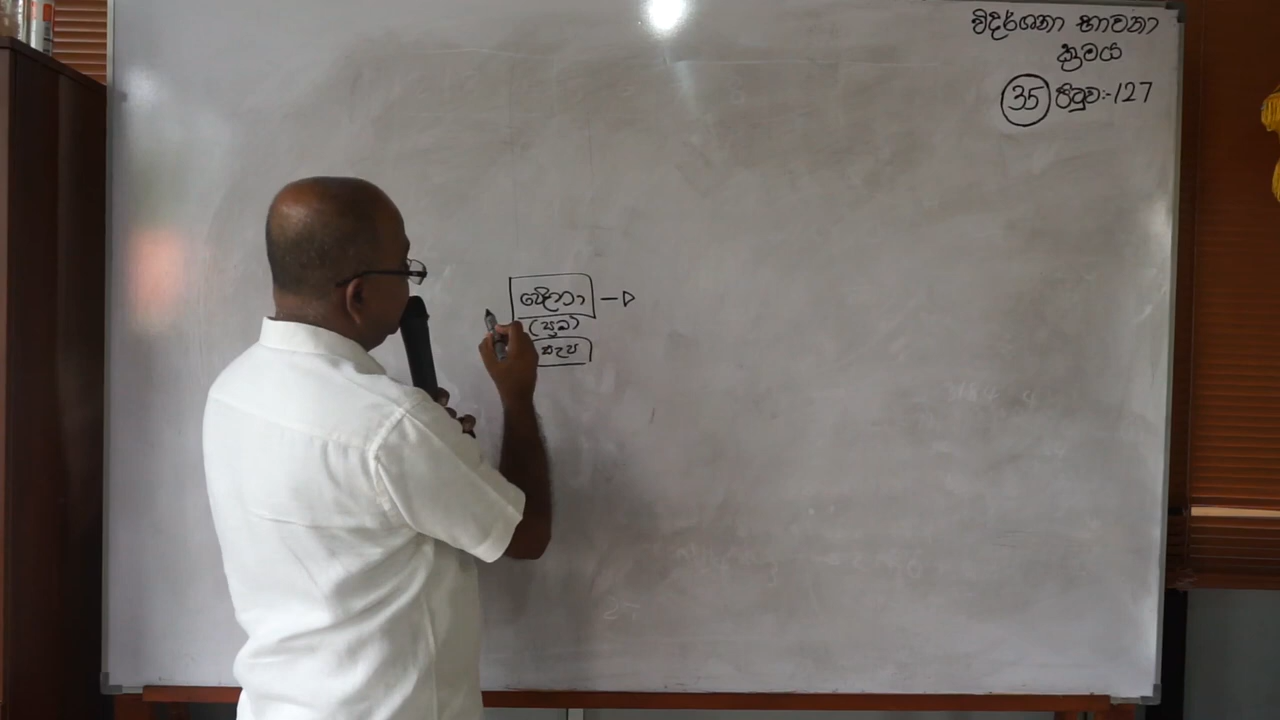 විදර්ශනා භාවනා
ක්‍රමය
35 පිටුව:-127
වේදනා
(සුඛ)
සැප